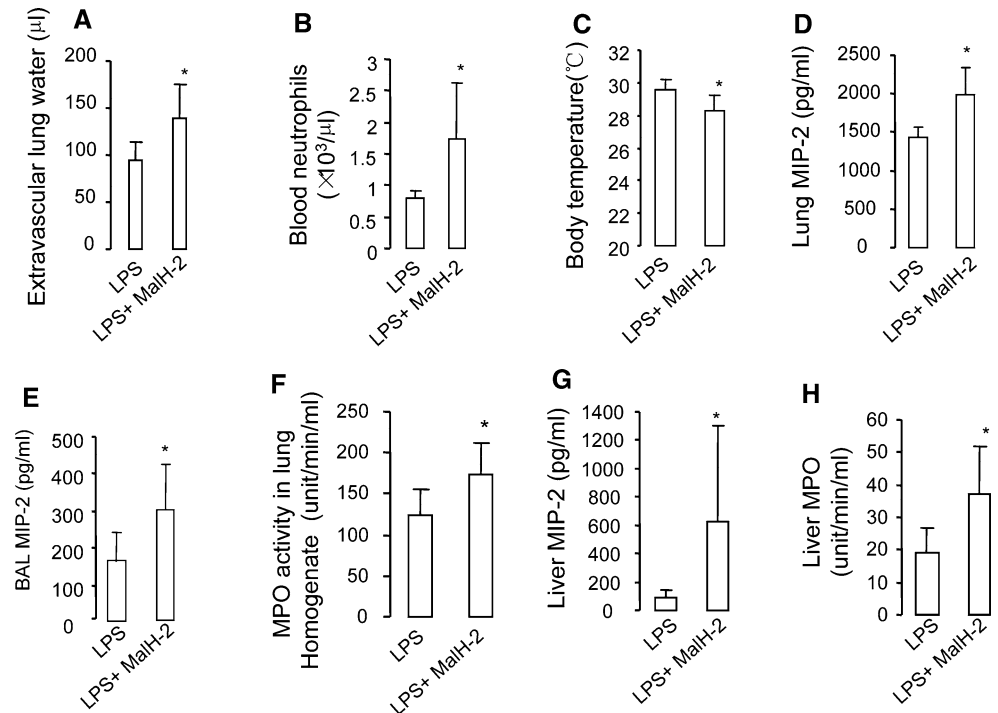 A
Extravascular lung water (μl)
200
150
100
50
0
*
LPS
LPS+ MalH-2
B
Blood neutrophils
(×10³/μl)
3
2.5
2
1.5
1
0.5
0
*
LPS
LPS+ MalH-2
C
Body temperature(℃)
32
30
28
26
24
22
20
*
LPS
LPS+ MalH-2
D
Lung MIP-2 (pg/ml)
2500
2000
1500
1000
500
0
*
LPS
LPS+ MalH-2
E
BAL MIP-2 (pg/ml)
500
400
300
200
100
0
*
LPS
LPS+ MalH-2
F
MPO activity in lung
Homogenate (unit/min/ml)
250
200
150
100
50
0
*
LPS
LPS+ MalH-2
G
Liver MIP-2 (pg/ml)
1400
1200
1000
800
600
400
200
0
*
LPS
LPS+ MalH-2
H
Liver MPO
(unit/min/ml)
60
50
40
30
20
10
0
*
LPS
LPS+ MalH-2